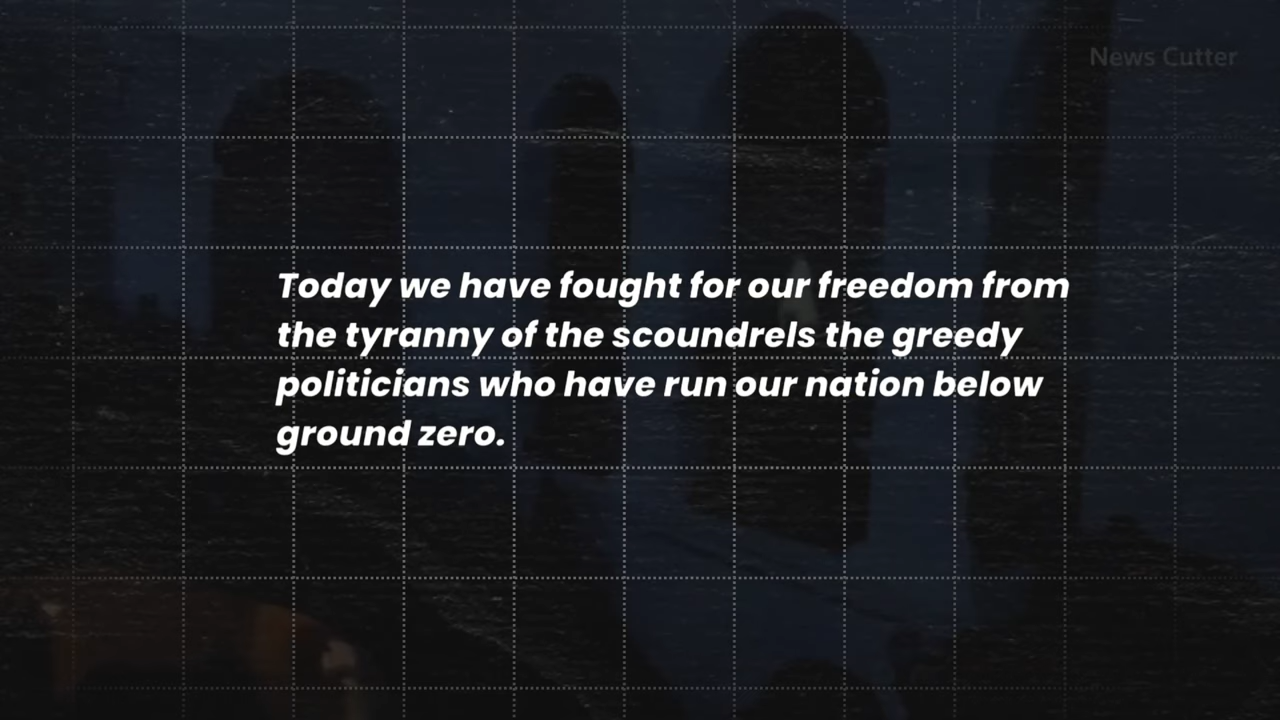 News Cutter
Today we have fought for our freedom from
the tyranny of the scoundrels the greedy
politicians who have run our nation below
ground zero.